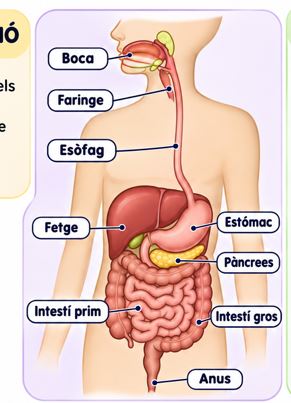 IÓ
els
e
Boca
Faringe
Esòfag
Fetge
Estómac
Pàncrees
Intestí prim
Intestí gros
Anus